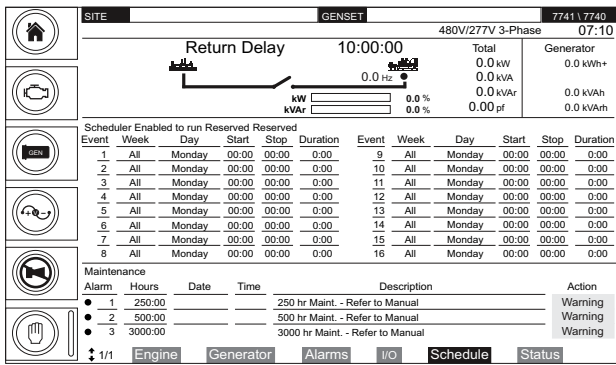 SITE GENSET 7741 \ 7740
480V/277V 3-Phase 07:10
Return Delay 10:00:00 Total Generator
0.0 kW 0.0 kWh+
0.0 Hz 0.0 kVA
kW 0.0 % 0.0 kVAr 0.0 kVAh
kVAr 0.0 % 0.00 pf 0.0 kVArh
Scheduler Enabled to run Reserved Reserved
Event Week Day Start Stop Duration Event Week Day Start Stop Duration
1 All Monday 00:00 00:00 0:00 9 All Monday 00:00 00:00 0:00
2 All Monday 00:00 00:00 0:00 10 All Monday 00:00 00:00 0:00
GEN
3 All Monday 00:00 00:00 0:00 11 All Monday 00:00 00:00 0:00
4 All Monday 00:00 00:00 0:00 12 All Monday 00:00 00:00 0:00
5 All Monday 00:00 00:00 0:00 13 All Monday 00:00 00:00 0:00
6 All Monday 00:00 00:00 0:00 14 All Monday 00:00 00:00 0:00
7 All Monday 00:00 00:00 0:00 15 All Monday 00:00 00:00 0:00
8 All Monday 00:00 00:00 0:00 16 All Monday 00:00 00:00 0:00
Maintenance
Alarm Hours Date Time Description Action
1 250:00 250 hr Maint. - Refer to Manual Warning
2 500:00 500 hr Maint. - Refer to Manual Warning
3 3000:00 3000 hr Maint. - Refer to Manual Warning
1/1 Engine Generator Alarms I/O Schedule Status